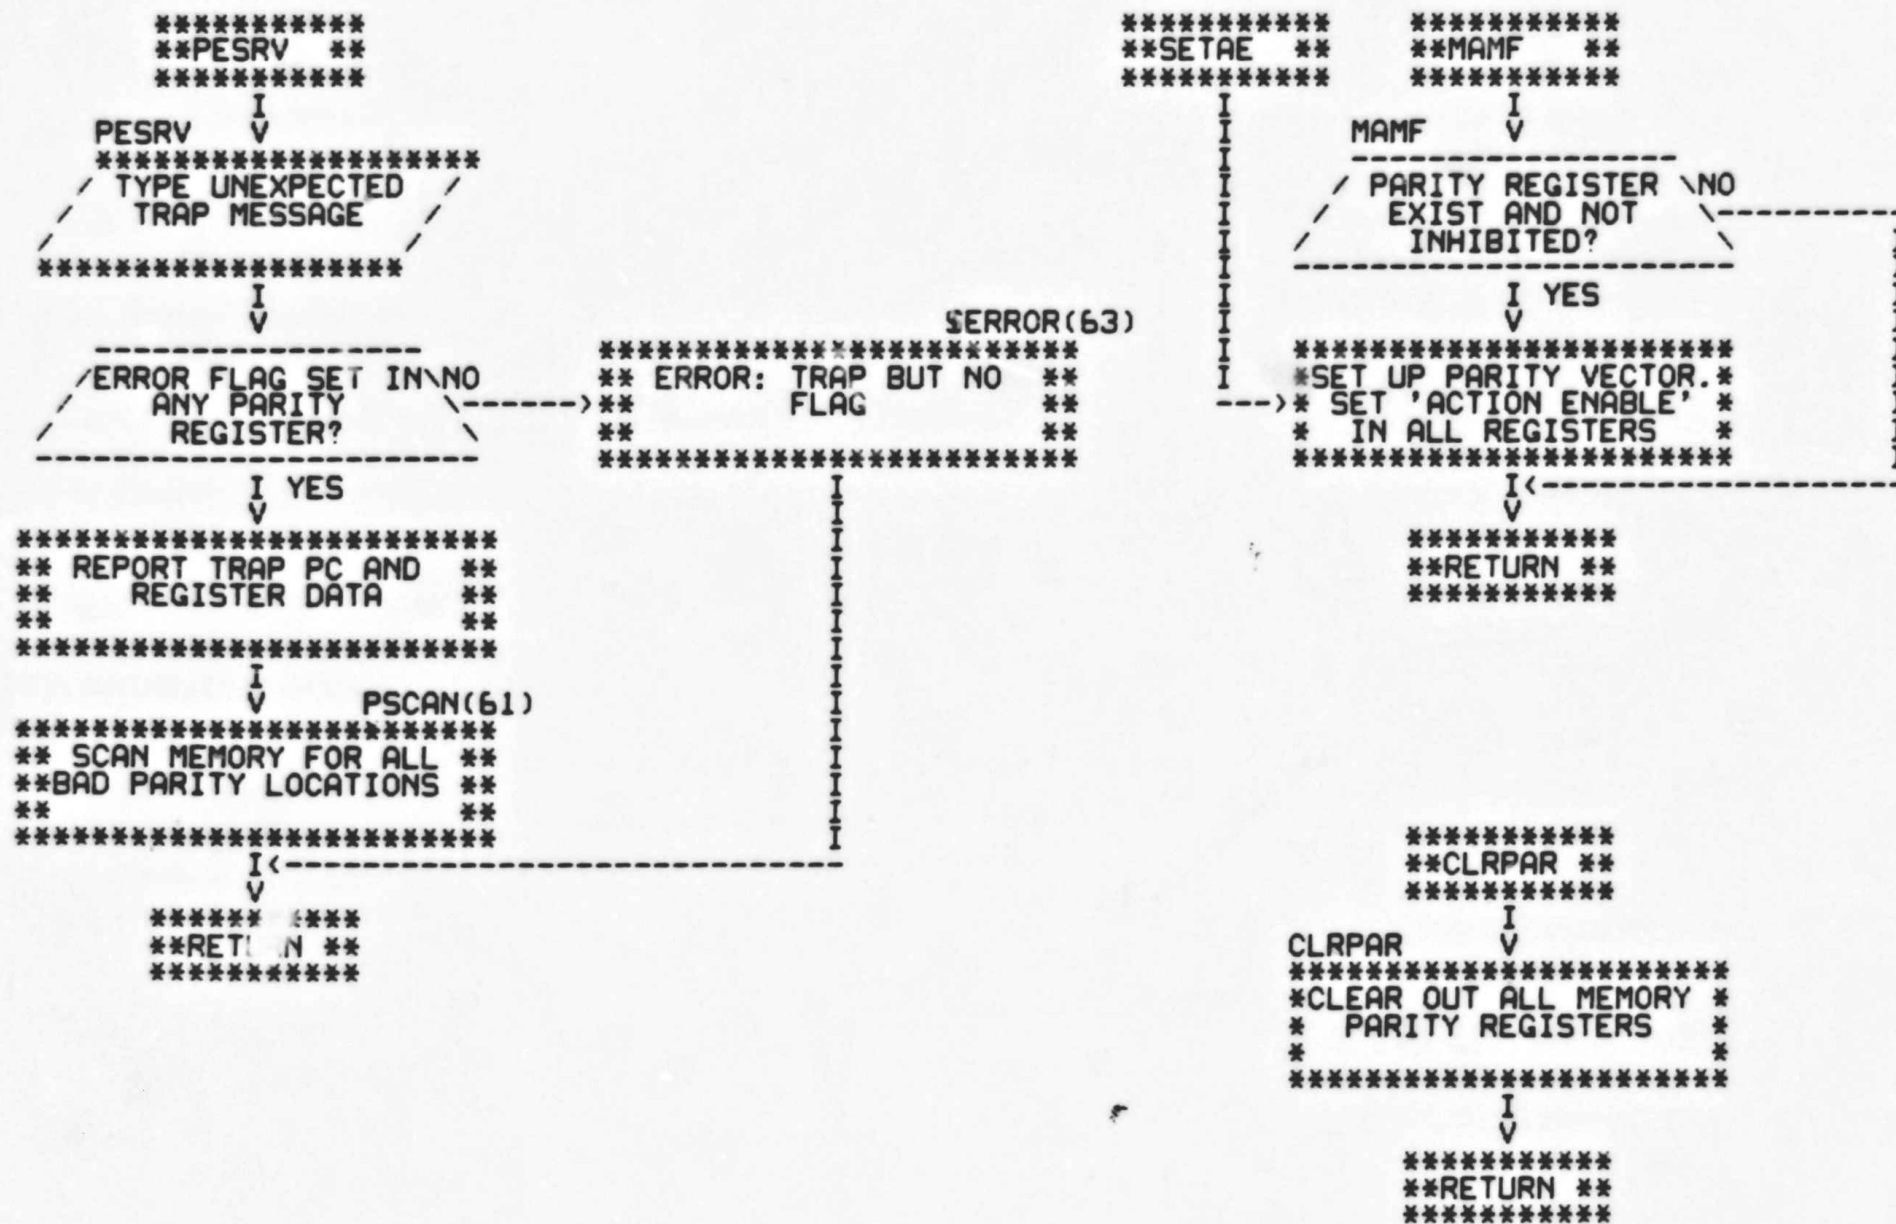 **PESRV **
PESRV
TYPE UNEXPECTED
TRAP MESSAGE
ERROR FLAG SET IN NO
ANY PARITY
REGISTER?
YES
$ERROR(63)
** ERROR: TRAP BUT NO **
** FLAG **
** REPORT TRAP PC AND **
** REGISTER DATA **
PSCAN(61)
** SCAN MEMORY FOR ALL **
**BAD PARITY LOCATIONS **
**SETAE **
**MAMF **
MAMF
PARITY REGISTER NO
EXIST AND NOT
INHIBITED?
YES
*SET UP PARITY VECTOR.*
* SET 'ACTION ENABLE' *
* IN ALL REGISTERS *
**RETURN **
**CLRPAR **
CLRPAR
*CLEAR OUT ALL MEMORY *
* PARITY REGISTERS *
**RETURN **